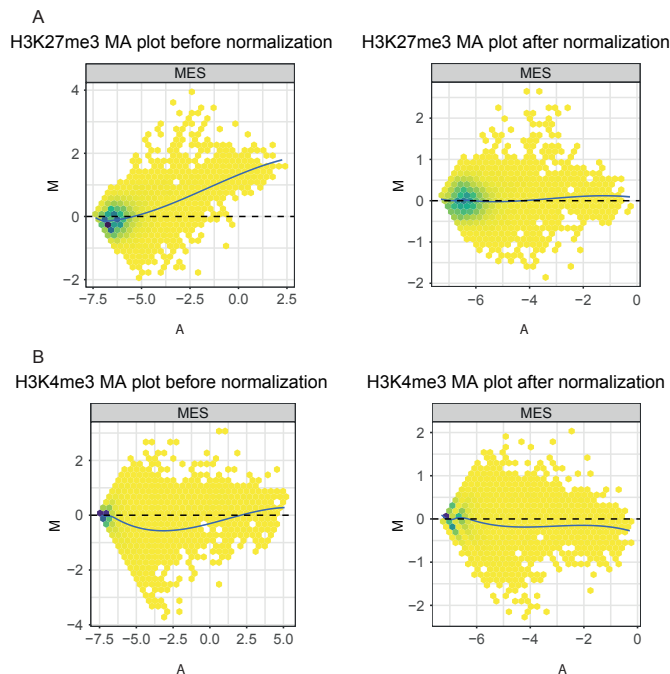 A
H3K27me3 MA plot before normalization
H3K27me3 MA plot after normalization
MES
MES
4
2
0
−2
M
−7.5 −5.0 −2.5 0.0 2.5
A
2
1
0
−1
−2
M
−6 −4 −2 0
A
B
H3K4me3 MA plot before normalization
H3K4me3 MA plot after normalization
MES
MES
2
0
−2
−4
M
−7.5 −5.0 −2.5 0.0 2.5 5.0
A
2
1
0
−1
−2
M
−6 −4 −2 0
A